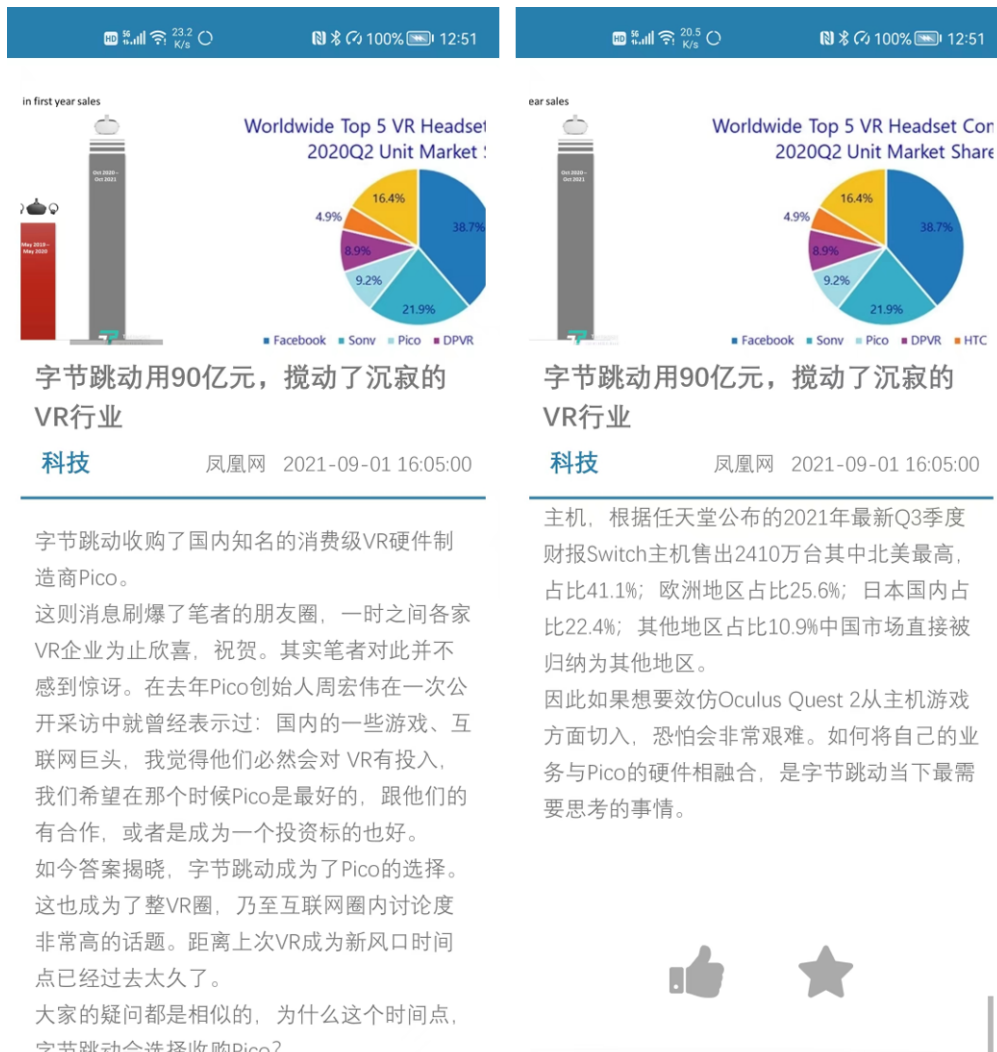 HD 5G 23.2 K/s 100% 12:51
in first year sales
Oct 2020–
Oct 2021
May 2019–
May 2020
Worldwide Top 5 VR Headset
2020Q2 Unit Market
16.4%
4.9%
38.7%
8.9%
9.2%
21.9%
Facebook Sony Pico DPVR
字节跳动用90亿元，搅动了沉寂的
VR行业
科技 凤凰网 2021-09-01 16:05:00
字节跳动收购了国内知名的消费级VR硬件制
造商Pico。
这则消息刷爆了笔者的朋友圈，一时之间各家
VR企业为止欣喜，祝贺。其实笔者对此并不
感到惊讶。在去年Pico创始人周宏伟在一次公
开采访中就曾经表示过：国内的一些游戏、互
联网巨头，我觉得他们必然会对 VR有投入，
我们希望在那个时候Pico是最好的，跟他们的
有合作，或者是成为一个投资标的也好。
如今答案揭晓，字节跳动成为了Pico的选择。
这也成为了整VR圈，乃至互联网圈内讨论度
非常高的话题。距离上次VR成为新风口时间
点已经过去太久了。
大家的疑问都是相似的，为什么这个时间点，
字节跳动会选择收购Pico？
HD 5G 20.5 K/s 100% 12:51
ear sales
Oct 2020–
Oct 2021
Worldwide Top 5 VR Headset Con
2020Q2 Unit Market Share
16.4%
4.9%
38.7%
8.9%
9.2%
21.9%
Facebook Sony Pico DPVR HTC
字节跳动用90亿元，搅动了沉寂的
VR行业
科技 凤凰网 2021-09-01 16:05:00
主机，根据任天堂公布的2021年最新Q3季度
财报Switch主机售出2410万台其中北美最高，
占比41.1%；欧洲地区占比25.6%；日本国内占
比22.4%；其他地区占比10.9%中国市场直接被
归纳为其他地区。
因此如果想要效仿Oculus Quest 2从主机游戏
方面切入，恐怕会非常艰难。如何将自己的业
务与Pico的硬件相融合，是字节跳动当下最需
要思考的事情。